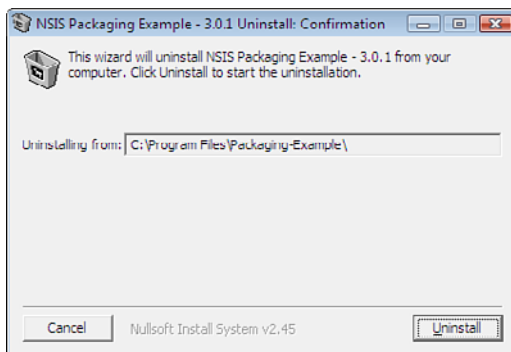 NSIS Packaging Example - 3.0.1 Uninstall: Confirmation
This wizard will uninstall NSIS Packaging Example - 3.0.1 from your
computer. Click Uninstall to start the uninstallation.
Uninstalling from: C:\Program Files\Packaging-Example\
Cancel Nullsoft Install System v2.45 Uninstall